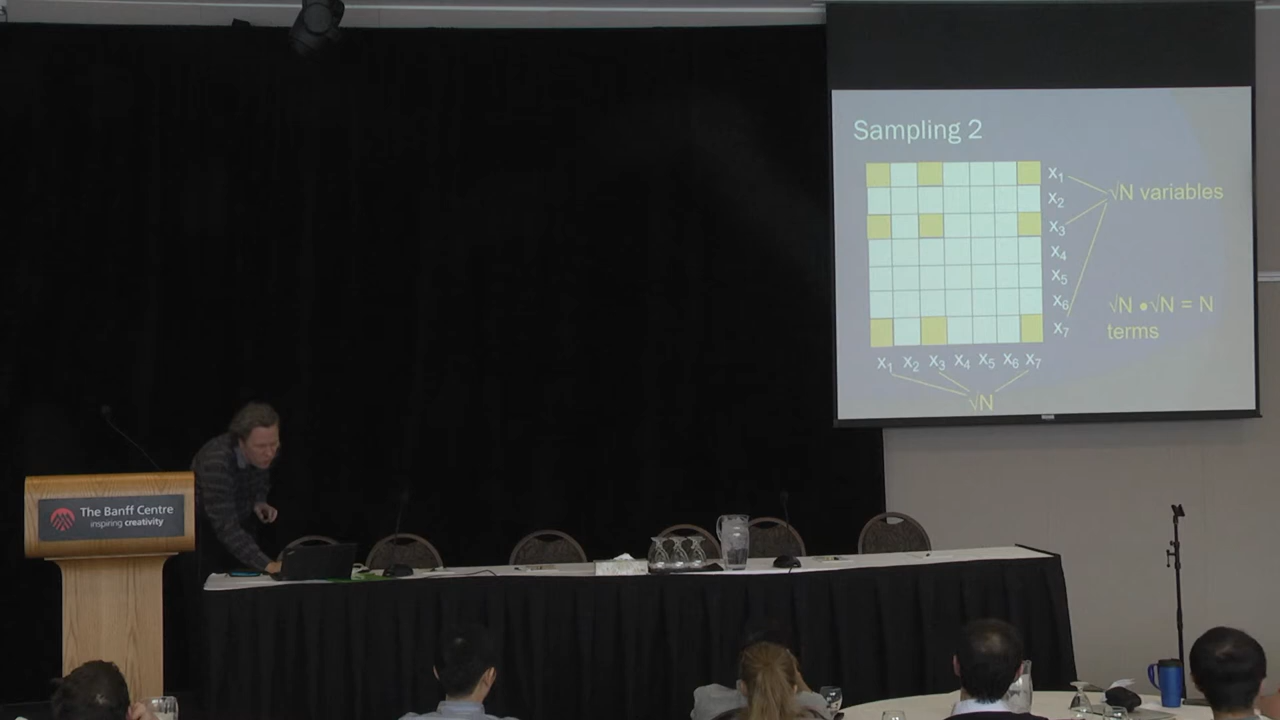 The Banff Centre
inspiring creativity
Sampling 2
x₁
x₂
x₃
x₄
x₅
x₆
x₇
√N variables
√N • √N = N
terms
x₁ x₂ x₃ x₄ x₅ x₆ x₇
√N